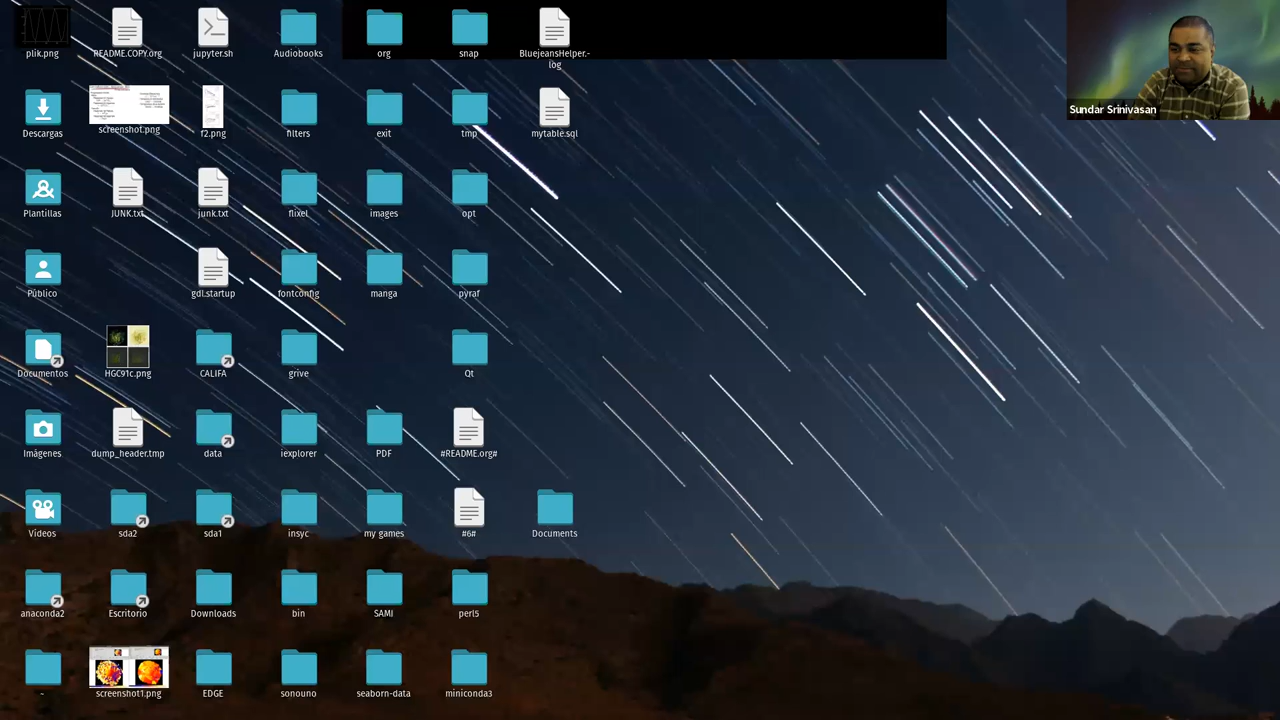 plik.png
README.COPY.org
jupyter.sh
Audiobooks
org
snap
BluejeansHelper.-
log
Sundar Srinivasan
Descargas
screenshot.png
f2.png
filters
exit
tmp
mytable.sql
Plantillas
JUNK.txt
junk.txt
flixel
images
opt
Público
gdl.startup
fontconfig
manga
pyraf
Documentos
HGC91c.png
CALIFA
grive
Qt
Imágenes
dump_header.tmp
data
iexplorer
PDF
#README.org#
Vídeos
sda2
sda1
insyc
my games
#6#
Documents
anaconda2
Escritorio
Downloads
bin
SAMI
perl5
-
screenshot1.png
EDGE
sonouno
seaborn-data
miniconda3